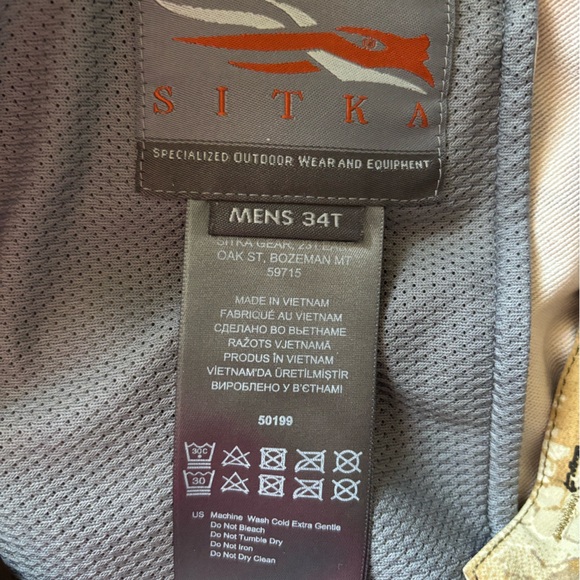 SITKA
SPECIALIZED OUTDOOR WEAR AND EQUIPMENT
MENS 34T
SITKA GEAR, 231 EAST
OAK ST, BOZEMAN MT
59715
MADE IN VIETNAM
FABRIQUÉ AU VIETNAM
СДЕЛАНО ВО ВЬЕТНАМЕ
RAŽOTS VJETNAMĀ
PRODUS ÎN VIETNAM
VİETNAM'DA ÜRETİLMİŞTİR
ВИРОБЛЕНО У В'ЄТНАМІ
50199
30C
30
US Machine Wash Cold Extra Gentle
Do Not Bleach
Do Not Tumble Dry
Do Not Iron
Do Not Dry Clean